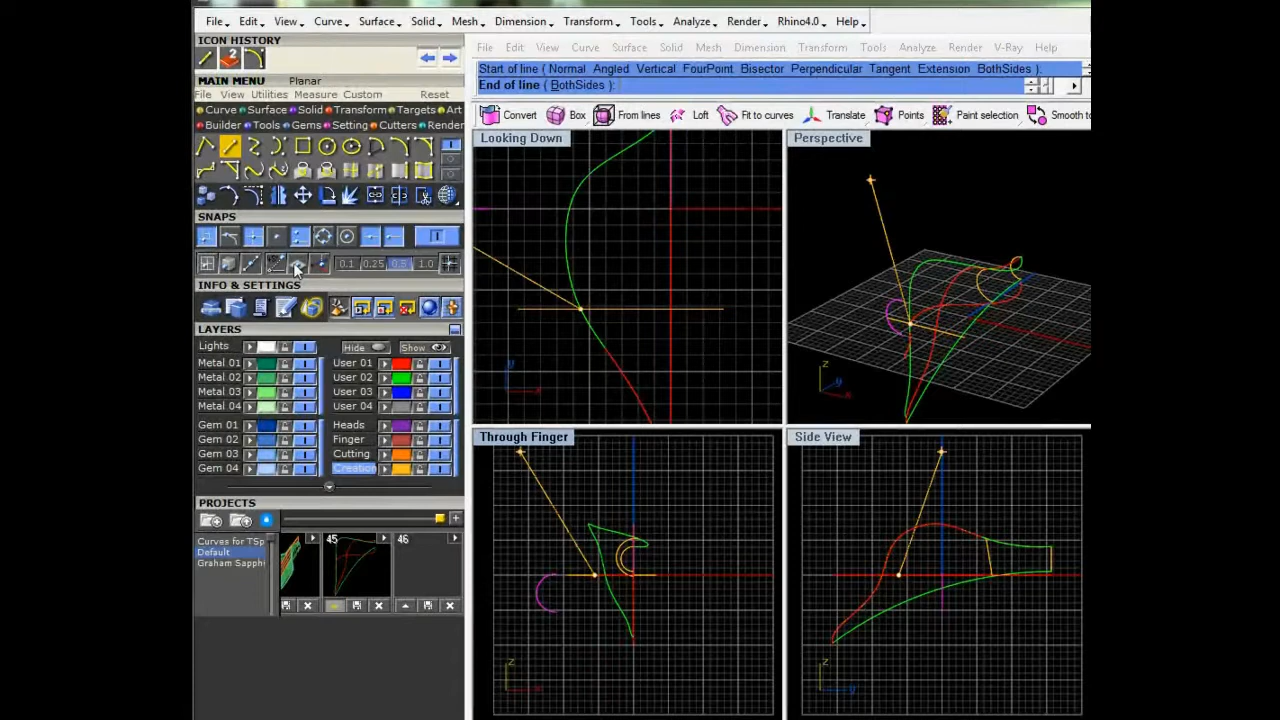 File Edit View Curve Surface Solid Mesh Dimension Transform Tools Analyze Render Rhino4.0 Help
ICON HISTORY
File Edit View Curve Surface Solid Mesh Dimension Transform Tools Analyze Render V-Ray Help
Start of line ( Normal Angled Vertical FourPoint Bisector Perpendicular Tangent Extension BothSides ):
End of line ( BothSides ):
MAIN MENU Planar
File View Utilities Measure Custom Reset
Curve Surface Solid Transform Targets Art
Builder Tools Gems Setting Cutters Render
Convert Box From lines Loft Fit to curves Translate Points Paint selection Smooth to
Looking Down
Perspective
SNAPS
0.1 0.25 0.5 1.0
INFO & SETTINGS
LAYERS
Lights Hide Show
Metal 01 User 01
Metal 02 User 02
Metal 03 User 03
Metal 04 User 04
Gem 01 Heads
Gem 02 Finger
Gem 03 Cutting
Gem 04 Creation
Through Finger
Side View
PROJECTS
Curves for TSp
Default
Graham Sapph
45
46
z
y
x
z
y
x
z
x
z
y